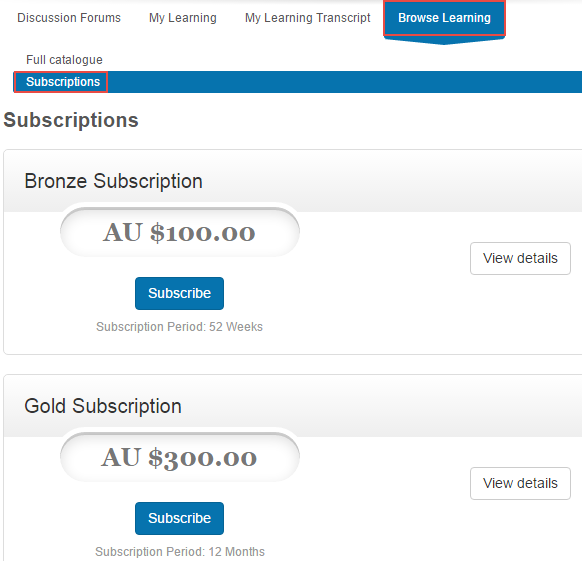 Discussion Forums My Learning My Learning Transcript Browse Learning
Full catalogue
Subscriptions
Subscriptions
Bronze Subscription
AU $100.00
View details
Subscribe
Subscription Period: 52 Weeks
Gold Subscription
AU $300.00
View details
Subscribe
Subscription Period: 12 Months